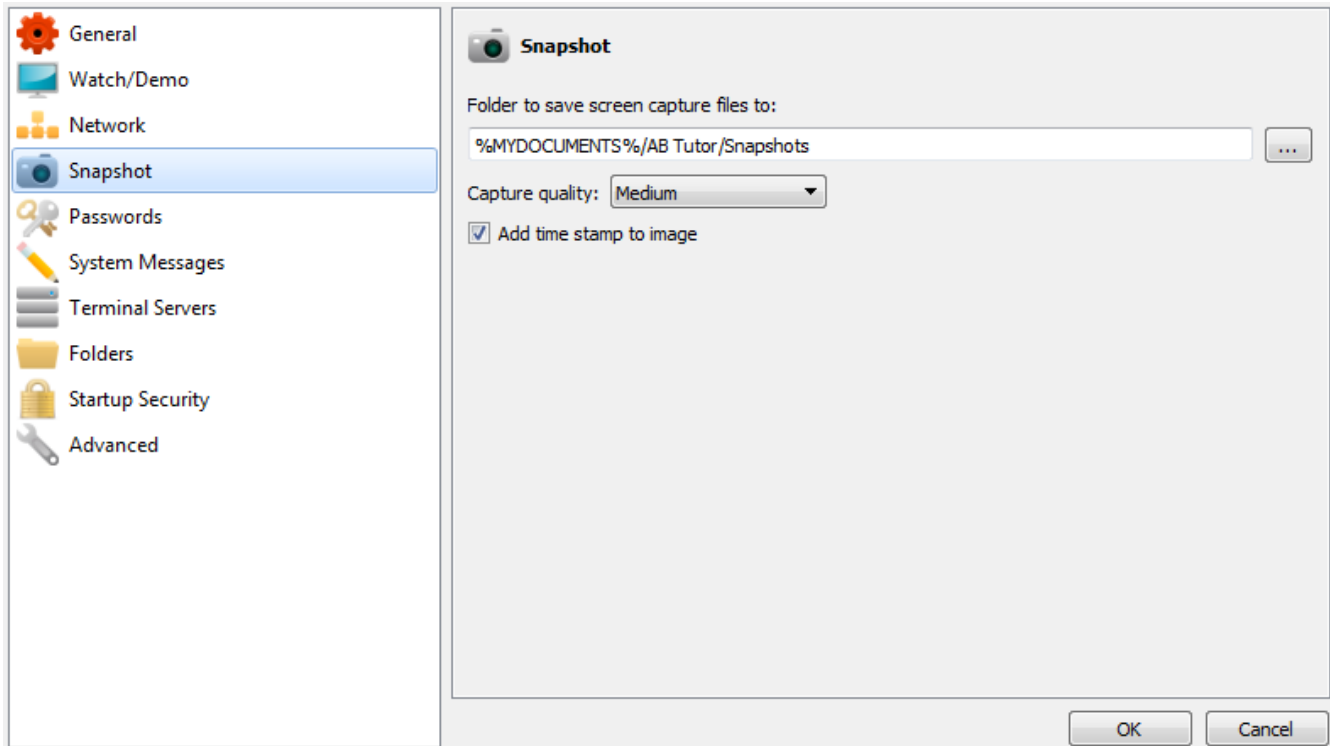 General
Watch/Demo
Network
Snapshot
Passwords
System Messages
Terminal Servers
Folders
Startup Security
Advanced
Snapshot
Folder to save screen capture files to:
%MYDOCUMENTS%/AB Tutor/Snapshots
...
Capture quality: Medium
Add time stamp to image
OK Cancel